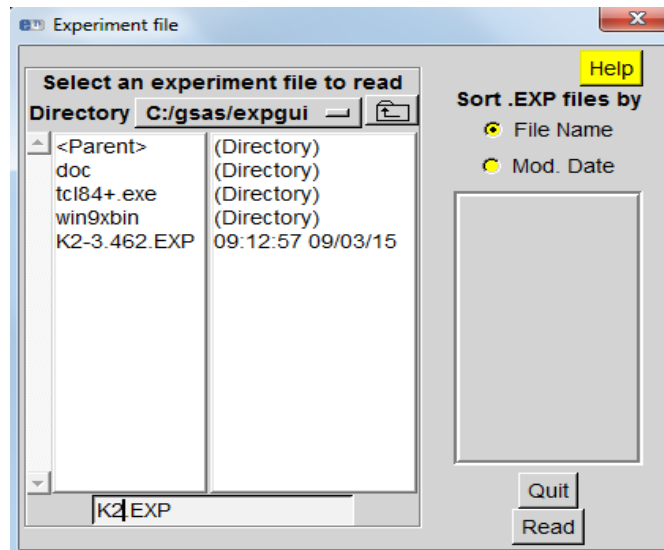 Experiment file
Help
Select an experiment file to read
Directory C:/gsas/expgui
Sort .EXP files by
File Name
Mod. Date
<Parent> (Directory)
doc (Directory)
tcl84+.exe (Directory)
win9xbin (Directory)
K2-3.462.EXP 09:12:57 09/03/15
K2.EXP
Quit
Read